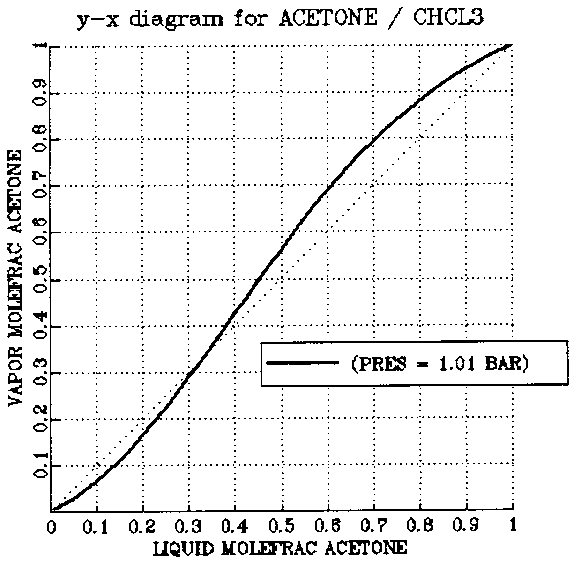 y-x diagram for ACETONE / CHCL3
VAPOR MOLEFRAC ACETONE
1
0.9
0.8
0.7
0.6
0.5
0.4
0.3
0.2
0.1
(PRES = 1.01 BAR)
0 0.1 0.2 0.3 0.4 0.5 0.6 0.7 0.8 0.9 1
LIQUID MOLEFRAC ACETONE